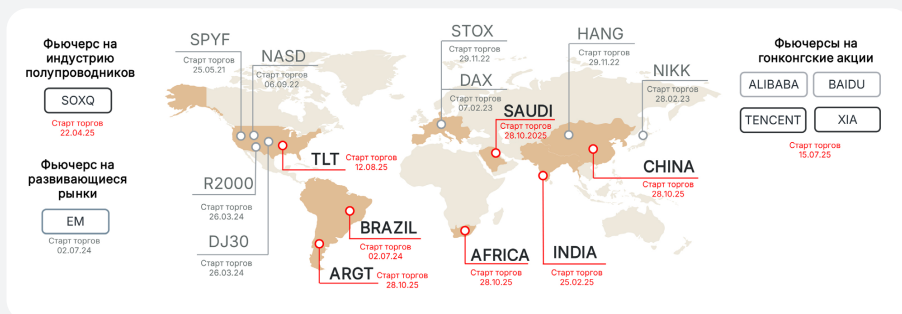 Фьючерс на
индустрию
полупроводников
SOXQ
Старт торгов
22.04.25
Фьючерс на
развивающиеся
рынки
EM
Старт торгов
02.07.24
SPYF
Старт торгов
25.05.21
NASD
Старт торгов
06.09.22
STOX
Старт торгов
29.11.22
DAX
Старт торгов
07.02.23
HANG
Старт торгов
29.11.22
NIKK
Старт торгов
28.02.23
SAUDI
Старт торгов
28.10.2025
TLT
Старт торгов
12.08.25
CHINA
Старт торгов
28.10.25
R2000
Старт торгов
26.03.24
DJ30
Старт торгов
26.03.24
BRAZIL
Старт торгов
02.07.24
ARGT
Старт торгов
28.10.25
AFRICA
Старт торгов
28.10.25
INDIA
Старт торгов
25.02.25
Фьючерсы на
гонконгские акции
ALIBABA
BAIDU
TENCENT
XIA
Старт торгов
15.07.25